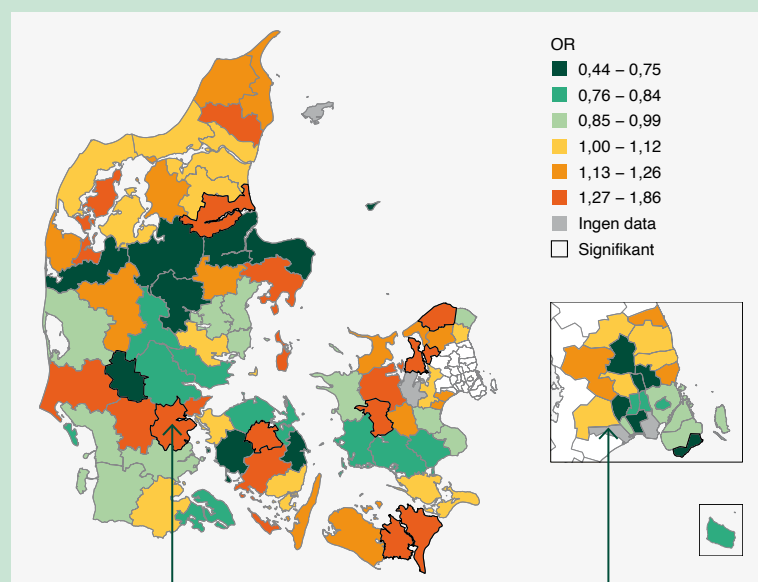 OR
0,44 – 0,75
0,76 – 0,84
0,85 – 0,99
1,00 – 1,12
1,13 – 1,26
1,27 – 1,86
Ingen data
Signifikant